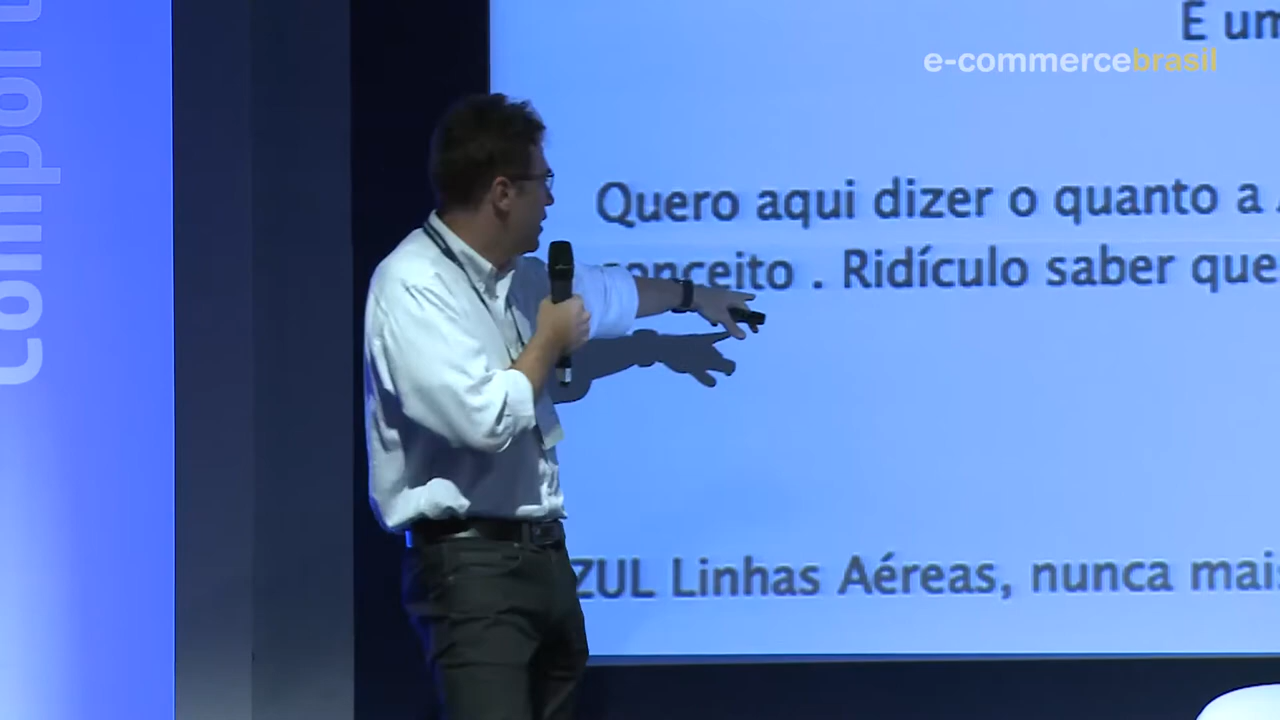 É um
e-commercebrasil
Quero aqui dizer o quanto a
conceito . Ridículo saber que
ZUL Linhas Aéreas, nunca mais